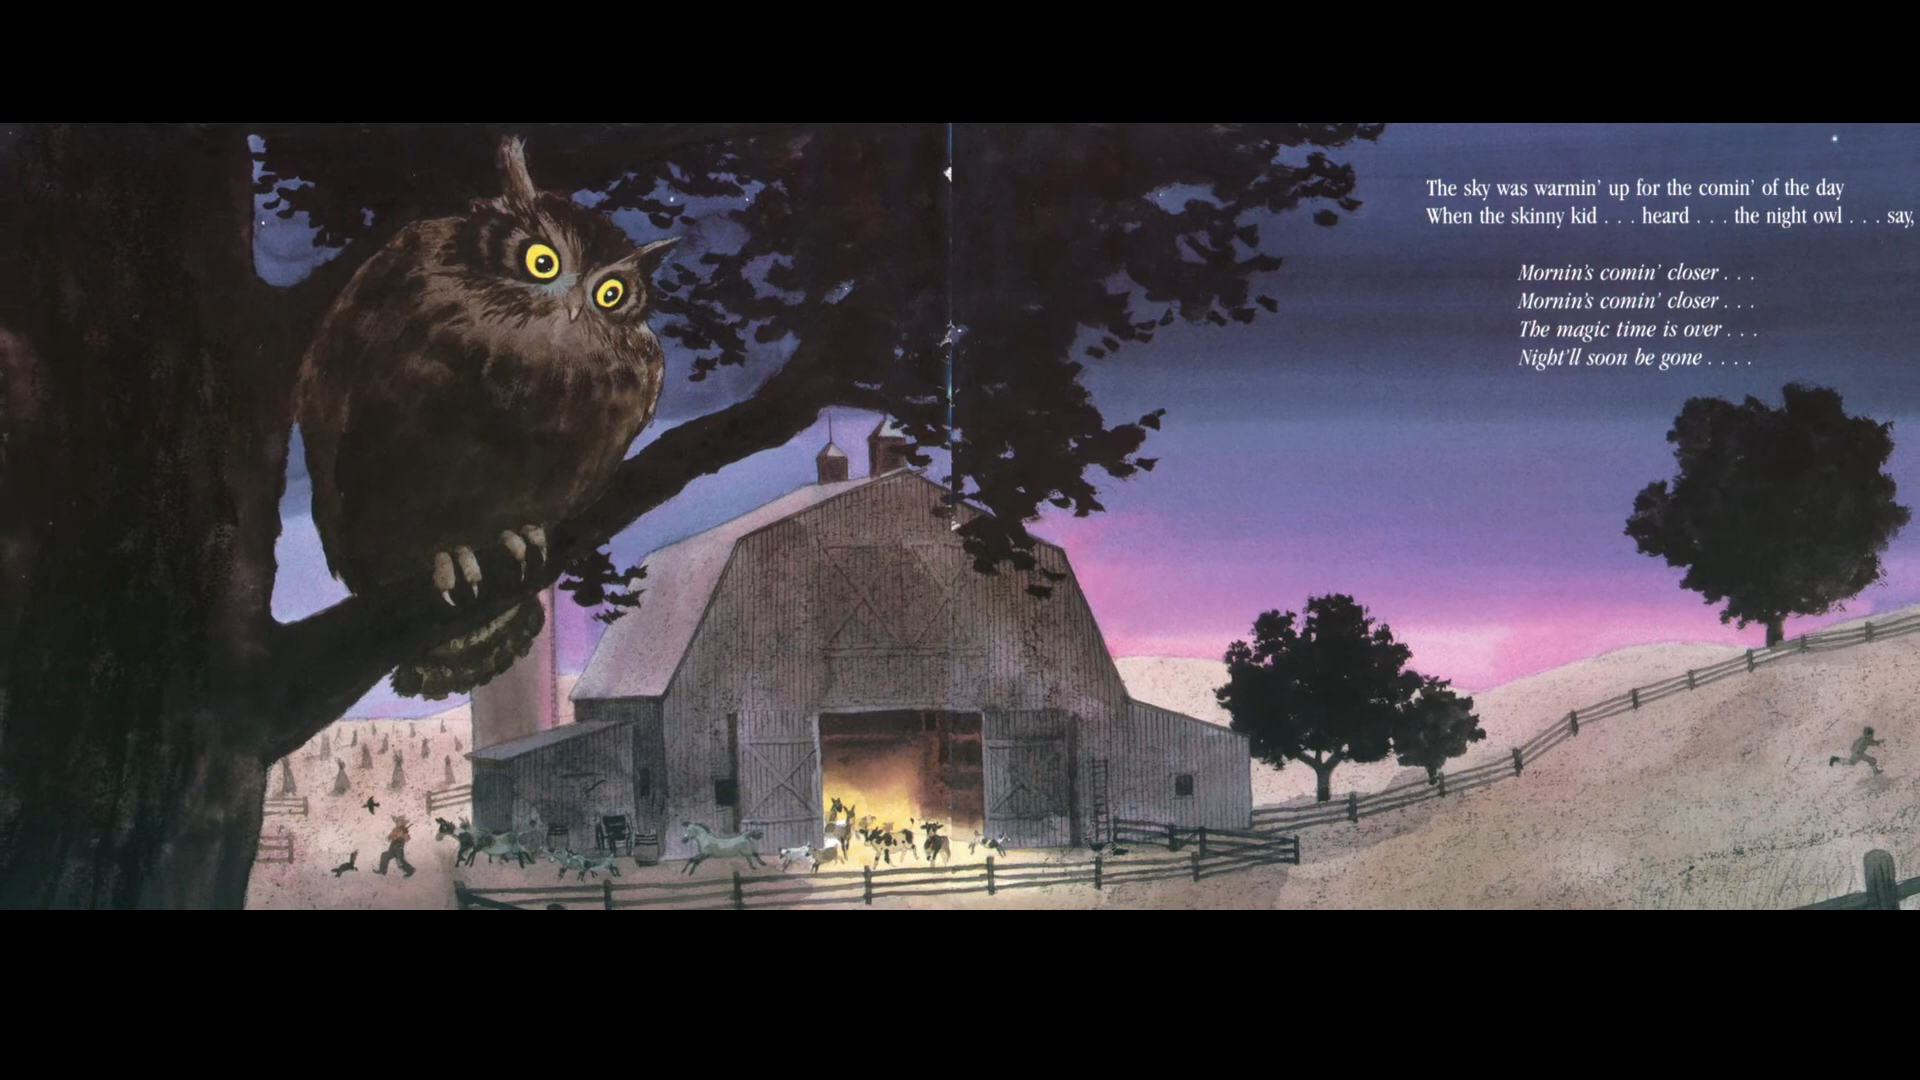 The sky was warmin’ up for the comin’ of the day
When the skinny kid . . . heard . . . the night owl . . . say,
Mornin’s comin’ closer . . .
Mornin’s comin’ closer . . .
The magic time is over . . .
Night’ll soon be gone . . . .